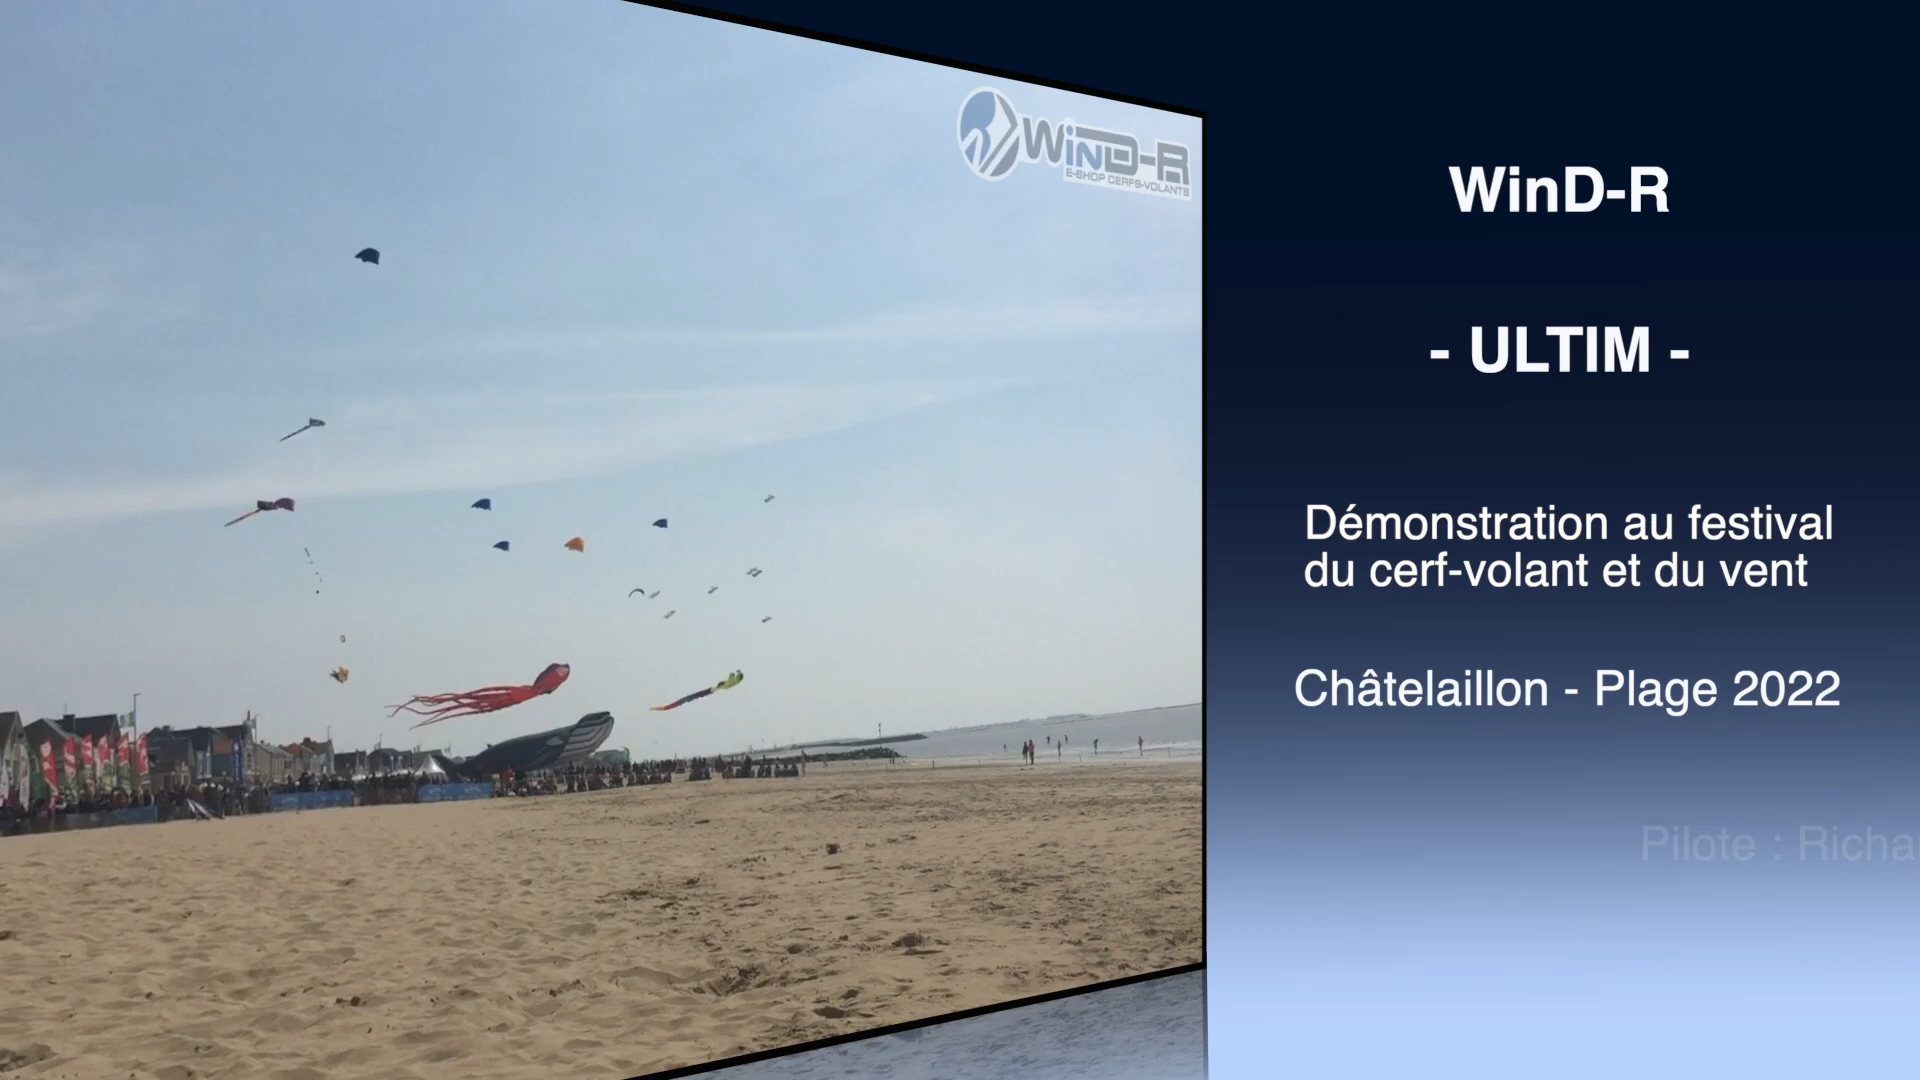 WinD-R
E-SHOP CERFS-VOLANTS
WinD-R
- ULTIM -
Démonstration au festival
du cerf-volant et du vent
Châtelaillon - Plage 2022
Pilote : Richa